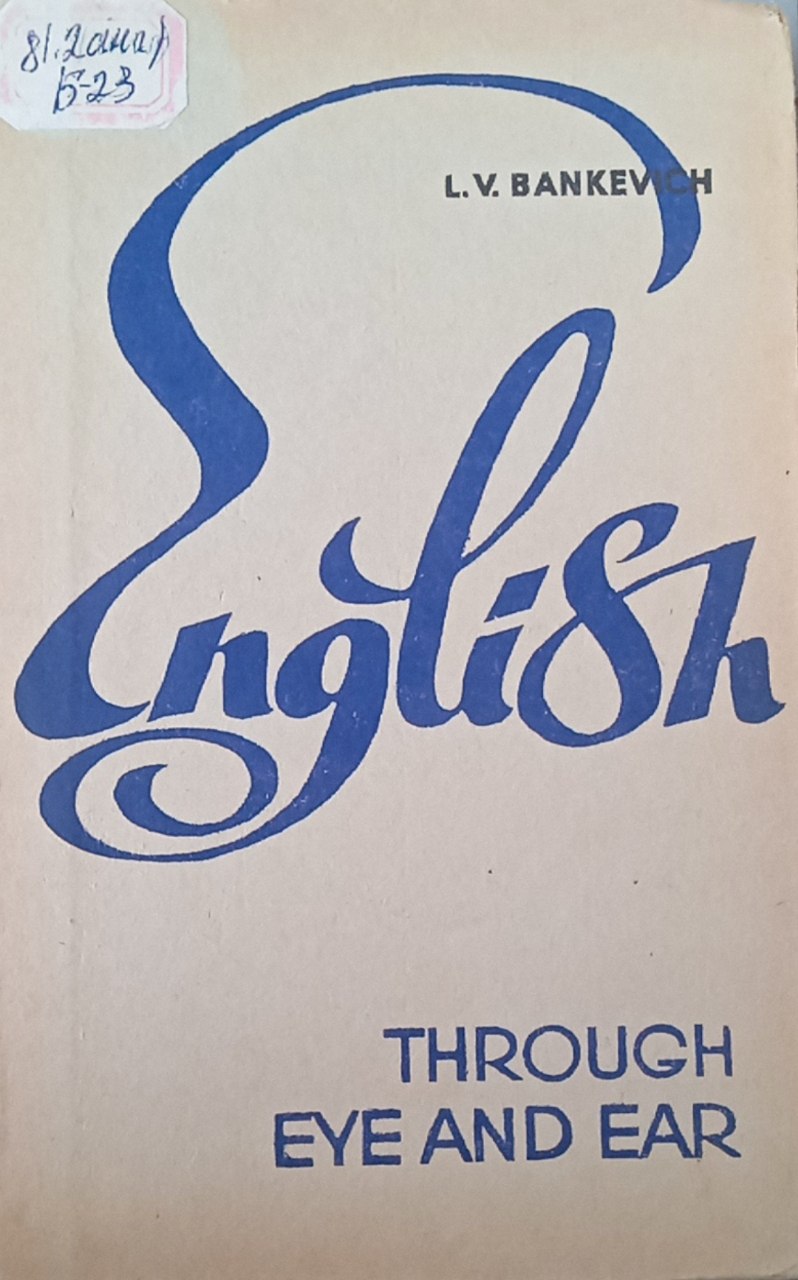 81.2англ
Б-23
L.V. BANKEVICH
English
THROUGH
EYE AND EAR